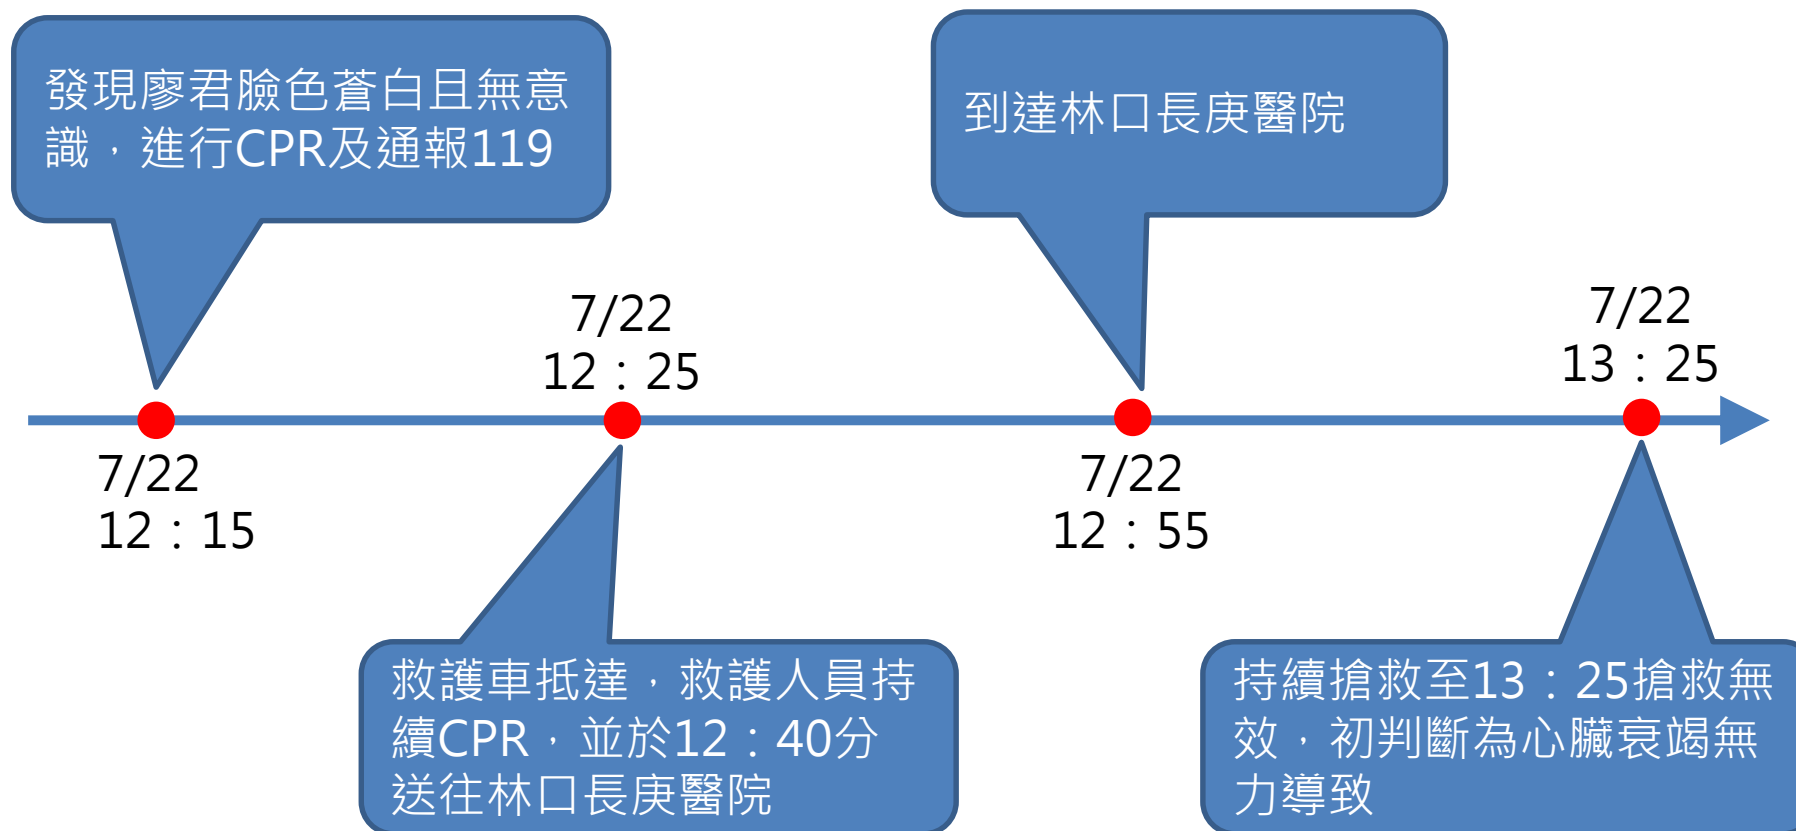 發現廖君臉色蒼白且無意
識，進行CPR及通報119
到達林口長庚醫院
7/22
12：25
7/22
13：25
7/22
12：15
7/22
12：55
救護車抵達，救護人員持
續CPR，並於12：40分
送往林口長庚醫院
持續搶救至13：25搶救無
效，初判斷為心臟衰竭無
力導致